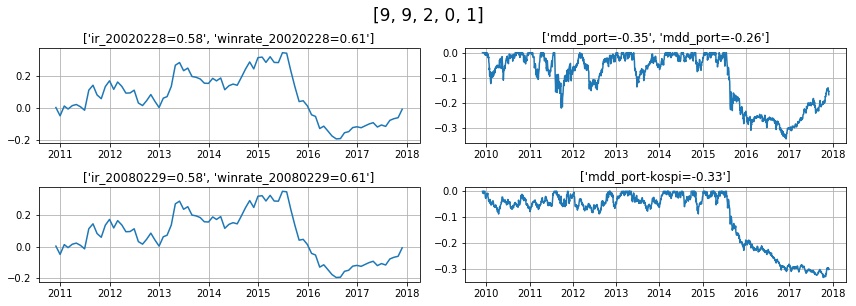 [9, 9, 2, 0, 1]
['ir_20020228=0.58', 'winrate_20020228=0.61']
0.2
0.0
−0.2
2011 2012 2013 2014 2015 2016 2017 2018
['mdd_port=-0.35', 'mdd_port=-0.26']
0.0
−0.1
−0.2
−0.3
2010 2011 2012 2013 2014 2015 2016 2017 2018
['ir_20080229=0.58', 'winrate_20080229=0.61']
0.2
0.0
−0.2
2011 2012 2013 2014 2015 2016 2017 2018
['mdd_port-kospi=-0.33']
0.0
−0.1
−0.2
−0.3
2010 2011 2012 2013 2014 2015 2016 2017 2018